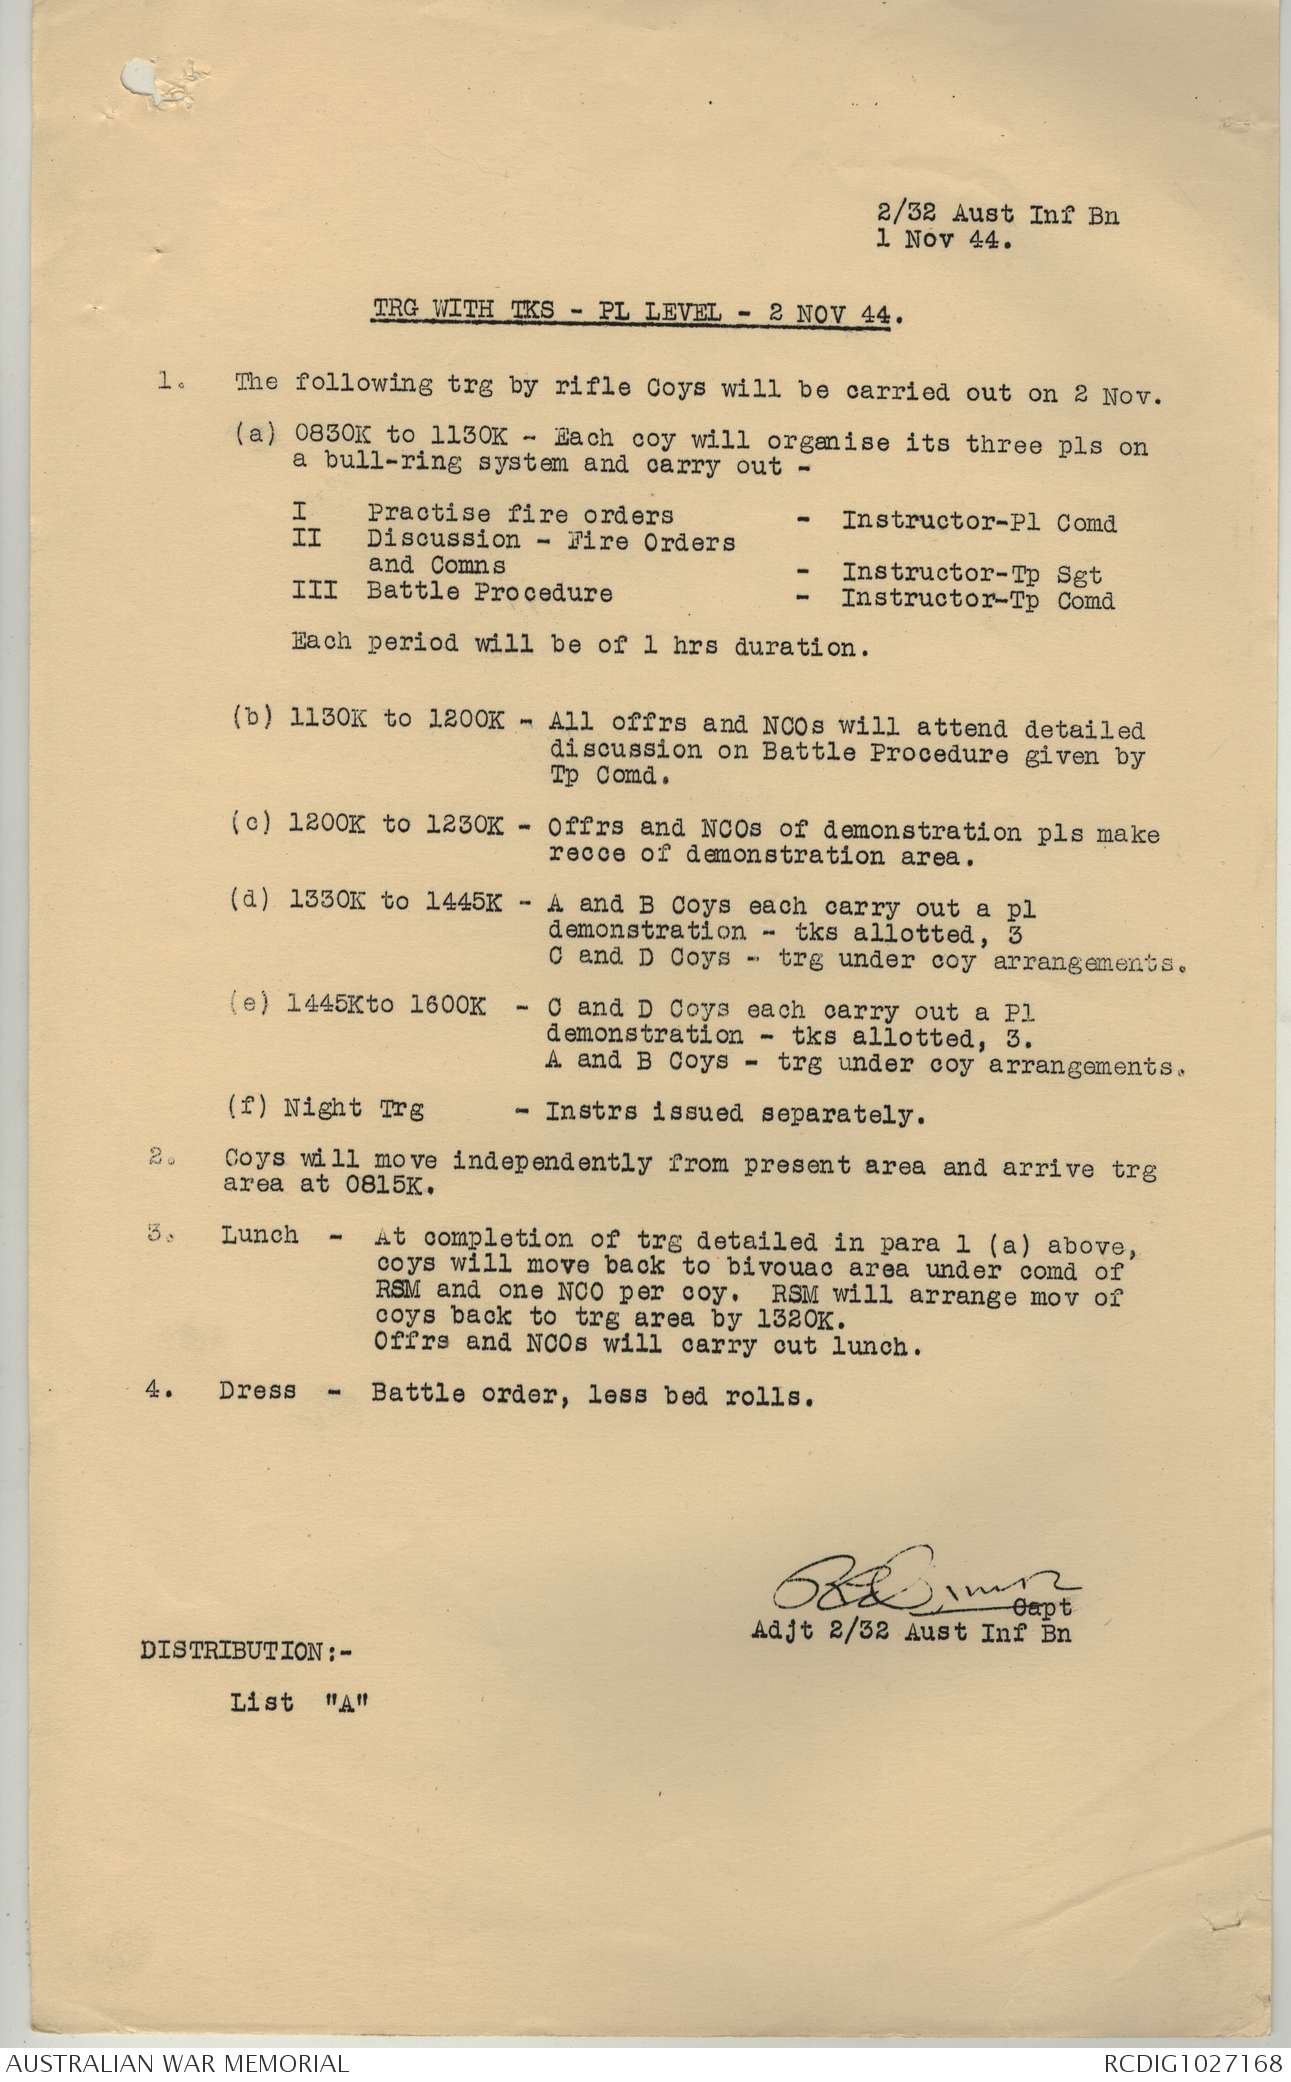 2/32 Aust Inf Bn
1 Nov 44.
TRG WITH TKS - PL LEVEL - 2 NOV 44.
1. The following trg by rifle Coys will be carried out on 2 Nov.
(a) 0830K to 1130K - Each coy will organise its three pls on
a bull-ring system and carry out -
I Practise fire orders - Instructor-Pl Comd
II Discussion - Fire Orders
and Comns - Instructor-Tp Sgt
III Battle Procedure - Instructor-Tp Comd
Each period will be of 1 hrs duration.
(b) 1130K to 1200K - All offrs and NCOs will attend detailed
discussion on Battle Procedure given by
Tp Comd.
(c) 1200K to 1230K - Offrs and NCOs of demonstration pls make
recce of demonstration area.
(d) 1330K to 1445K - A and B Coys each carry out a pl
demonstration - tks allotted, 3
C and D Coys - trg under coy arrangements.
(e) 1445Kto 1600K - C and D Coys each carry out a Pl
demonstration - tks allotted, 3.
A and B Coys - trg under coy arrangements.
(f) Night Trg - Instrs issued separately.
2. Coys will move independently from present area and arrive trg
area at 0815K.
3. Lunch - At completion of trg detailed in para 1 (a) above,
coys will move back to bivouac area under comd of
RSM and one NCO per coy. RSM will arrange mov of
coys back to trg area by 1320K.
Offrs and NCOs will carry cut lunch.
4. Dress - Battle order, less bed rolls.
Capt
Adjt 2/32 Aust Inf Bn
DISTRIBUTION:-
List "A"
AUSTRALIAN WAR MEMORIAL RCDIG1027168